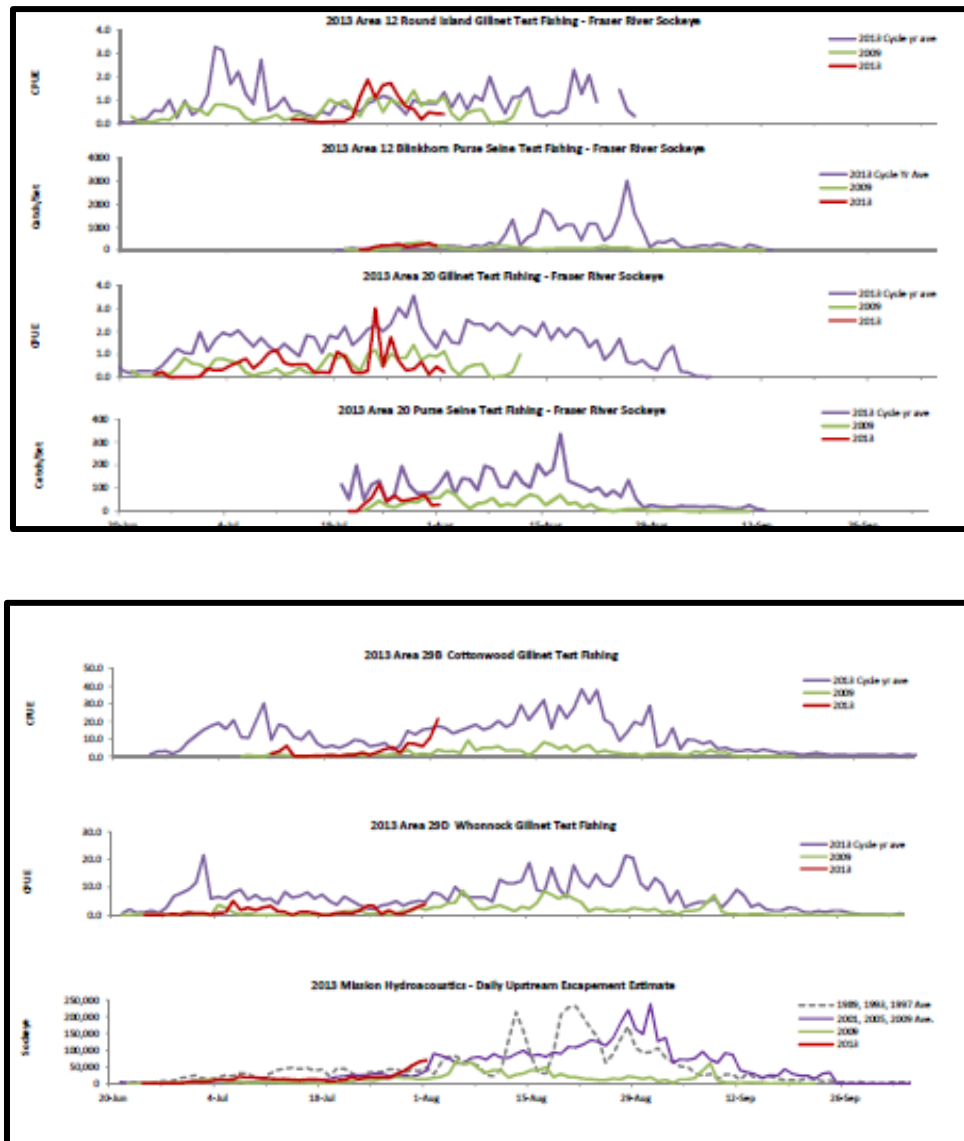 2013 Area 12 Round Island Gillnet Test Fishing - Fraser River Sockeye
4.0
3.0
2.0
1.0
0.0
CPUE
2013 Cycle yr ave
2009
2013
2013 Area 12 Blinkhorn Purse Seine Test Fishing - Fraser River Sockeye
4000
3000
2000
1000
0
Catch/Set
2013 Cycle Yr Ave
2009
2013
2013 Area 20 Gillnet Test Fishing - Fraser River Sockeye
4.0
3.0
2.0
1.0
0.0
CPUE
2013 Cycle yr ave
2009
2013
2013 Area 20 Purse Seine Test Fishing - Fraser River Sockeye
400
300
200
100
0
Catch/Set
2013 Cycle yr ave
2009
2013
20-Jun 4-Jul 18-Jul 1-Aug 15-Aug 29-Aug 12-Sep 26-Sep
2013 Area 29B Cottonwood Gillnet Test Fishing
50.0
40.0
30.0
20.0
10.0
0.0
CPUE
2013 Cycle yr ave
2009
2013
2013 Area 29D Whonnock Gillnet Test Fishing
30.0
20.0
10.0
0.0
CPUE
2013 Cycle yr ave
2009
2013
2013 Mission Hydroacoustics - Daily Upstream Escapement Estimate
250,000
200,000
150,000
100,000
50,000
0
Sockeye
1989, 1993, 1997 Ave
2001, 2005, 2009 Ave.
2009
2013
20-Jun 4-Jul 18-Jul 1-Aug 15-Aug 29-Aug 12-Sep 26-Sep